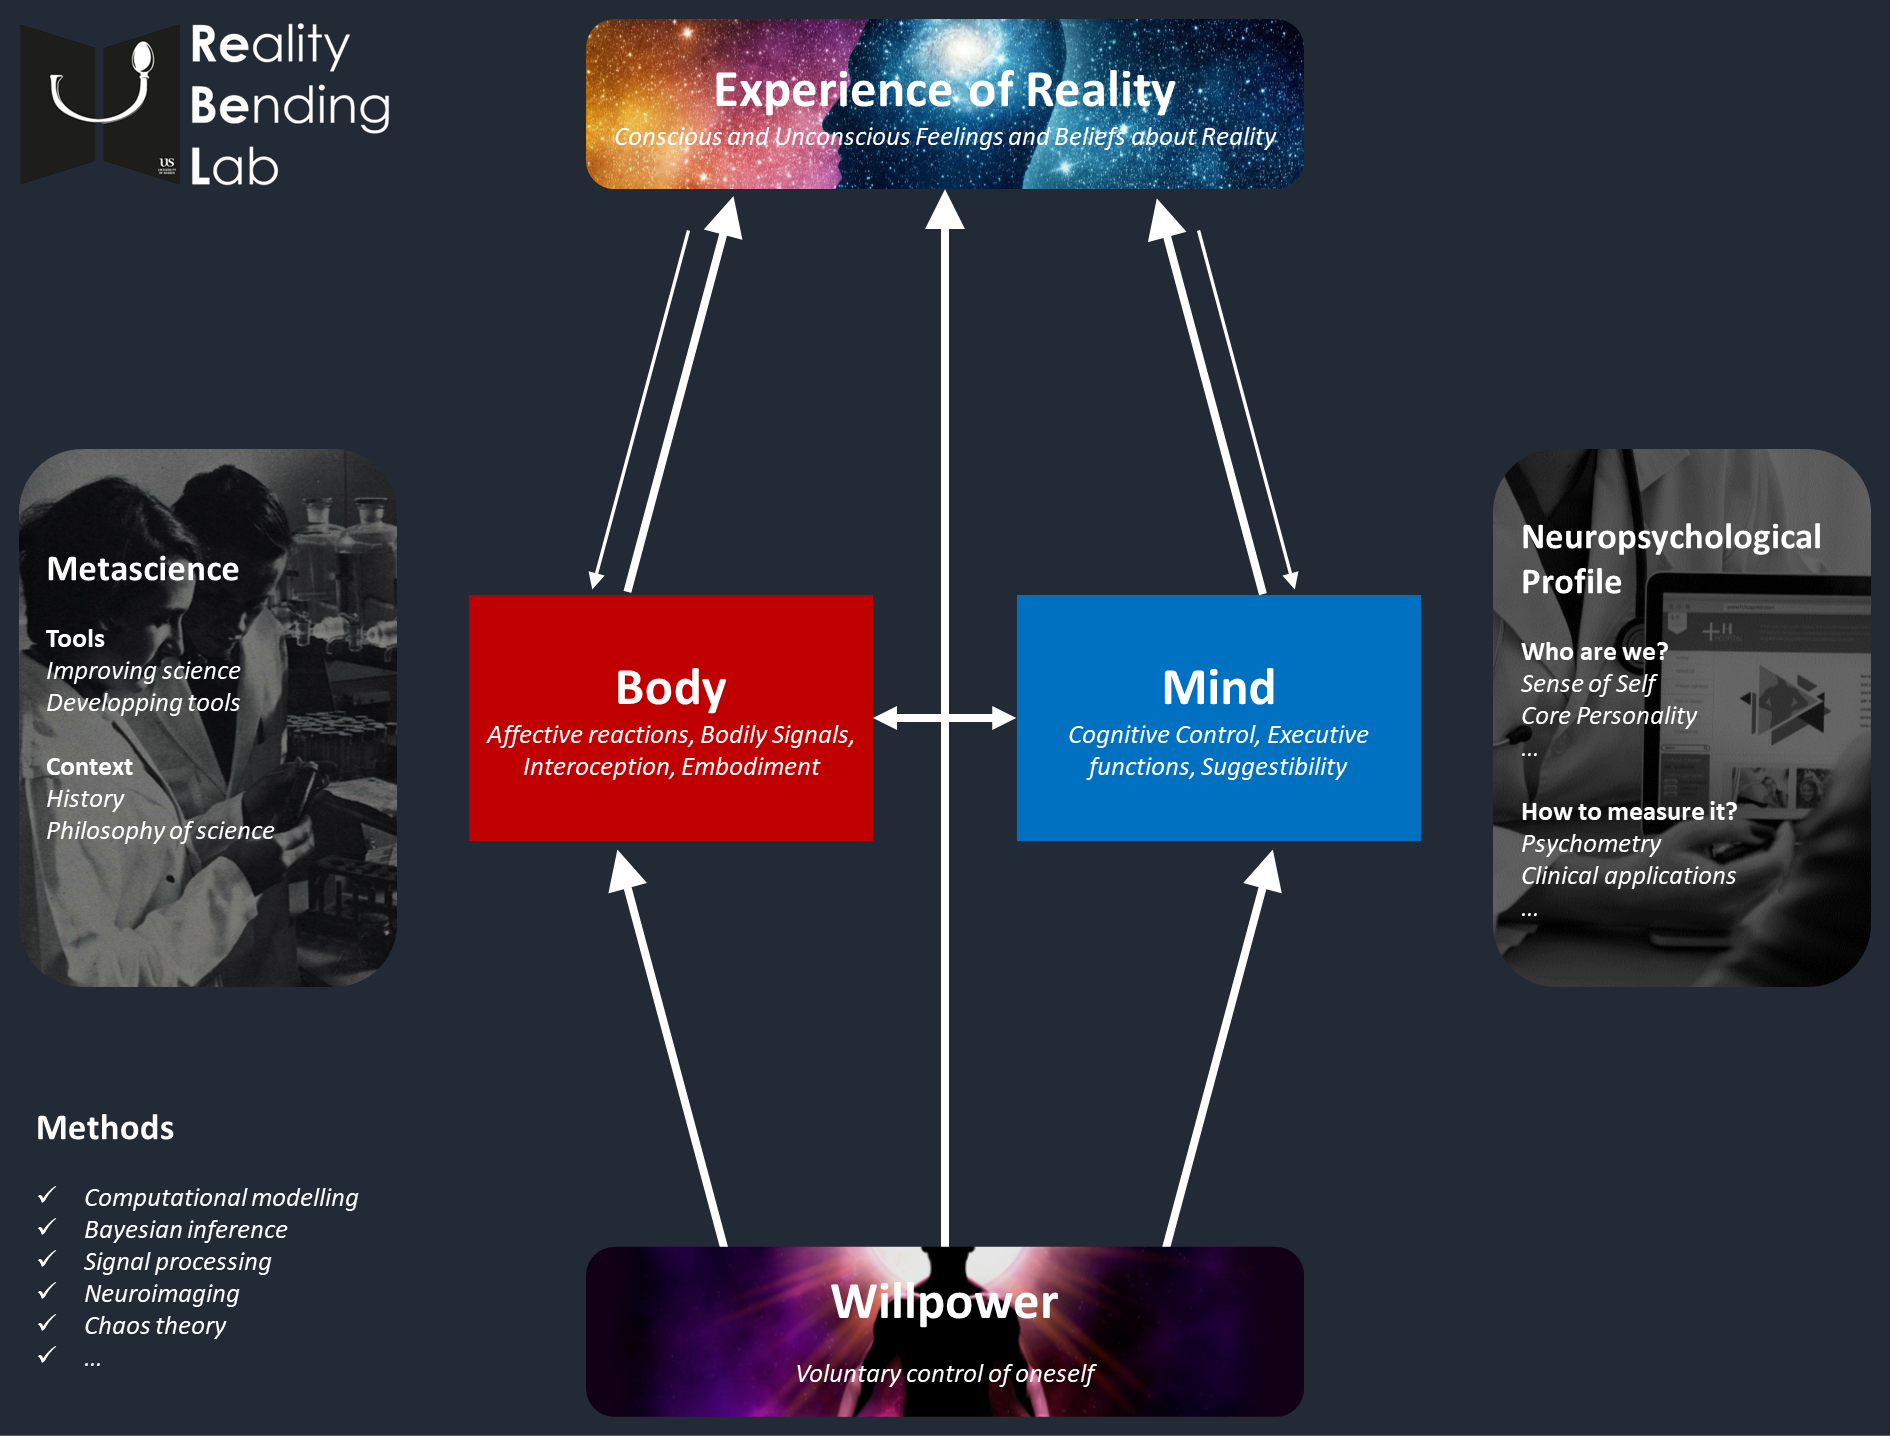 Reality
Bending
Lab
US
Experience of Reality
Conscious and Unconscious Feelings and Beliefs about Reality
Metascience
Tools
Improving science
Developping tools
Context
History
Philosophy of science
Body
Affective reactions, Bodily Signals,
Interoception, Embodiment
Mind
Cognitive Control, Executive
functions, Suggestibility
Neuropsychological
Profile
Who are we?
Sense of Self
Core Personality
...
How to measure it?
Psychometry
Clinical applications
...
Methods
✓ Computational modelling
✓ Bayesian inference
✓ Signal processing
✓ Neuroimaging
✓ Chaos theory
✓ ...
Willpower
Voluntary control of oneself